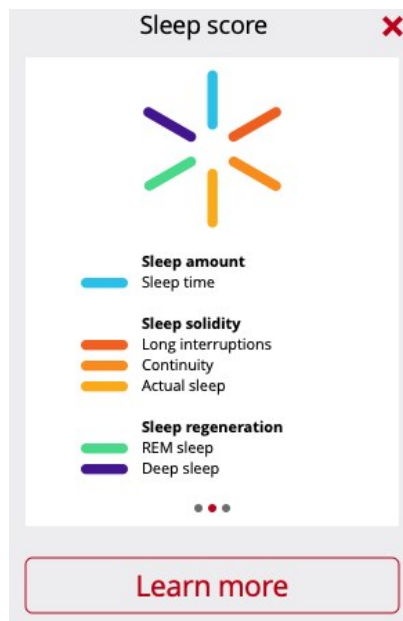 Sleep score
Sleep amount
Sleep time
Sleep solidity
Long interruptions
Continuity
Actual sleep
Sleep regeneration
REM sleep
Deep sleep
Learn more